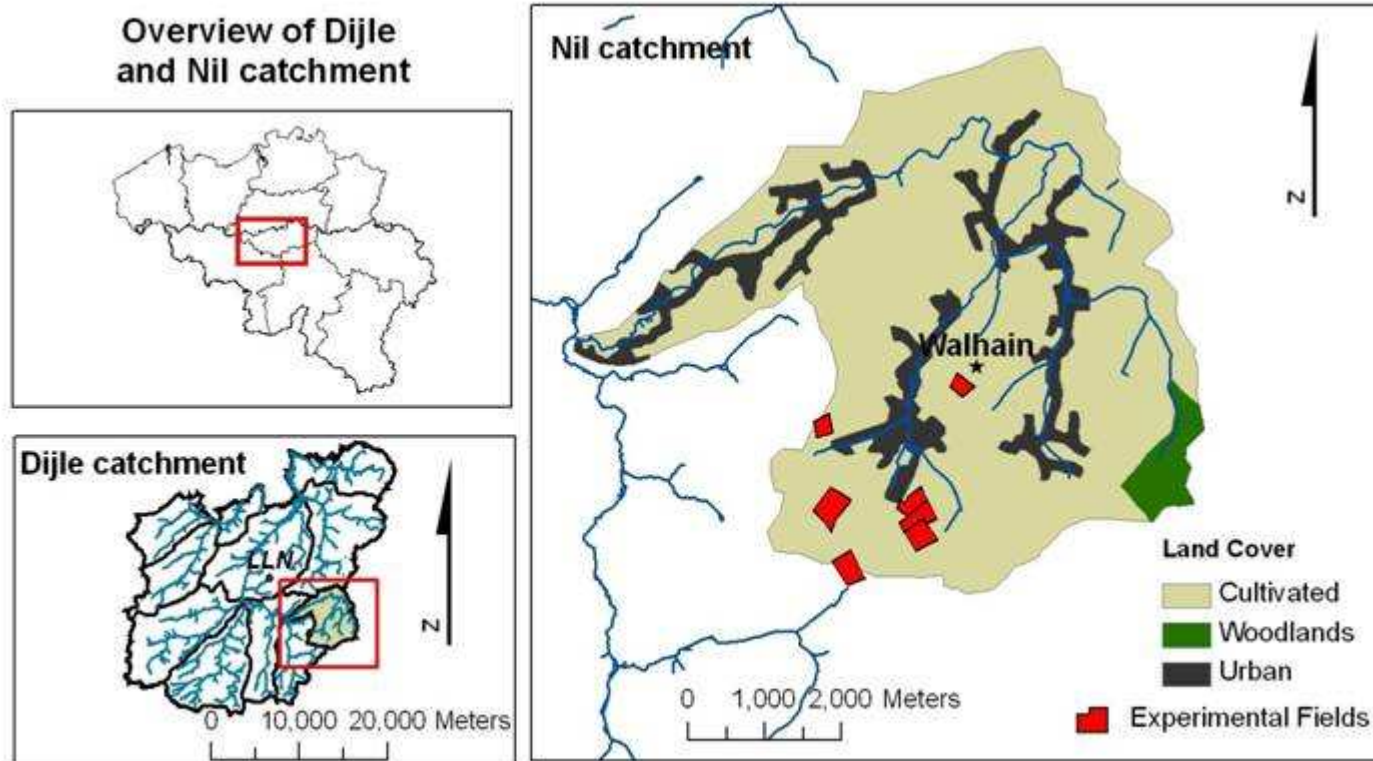 Overview of Dijle
and Nil catchment
Dijle catchment
LLN
N
0 10,000 20,000 Meters
Nil catchment
N
Walhain
Land Cover
Cultivated
Woodlands
Urban
Experimental Fields
0 1,000 2,000 Meters